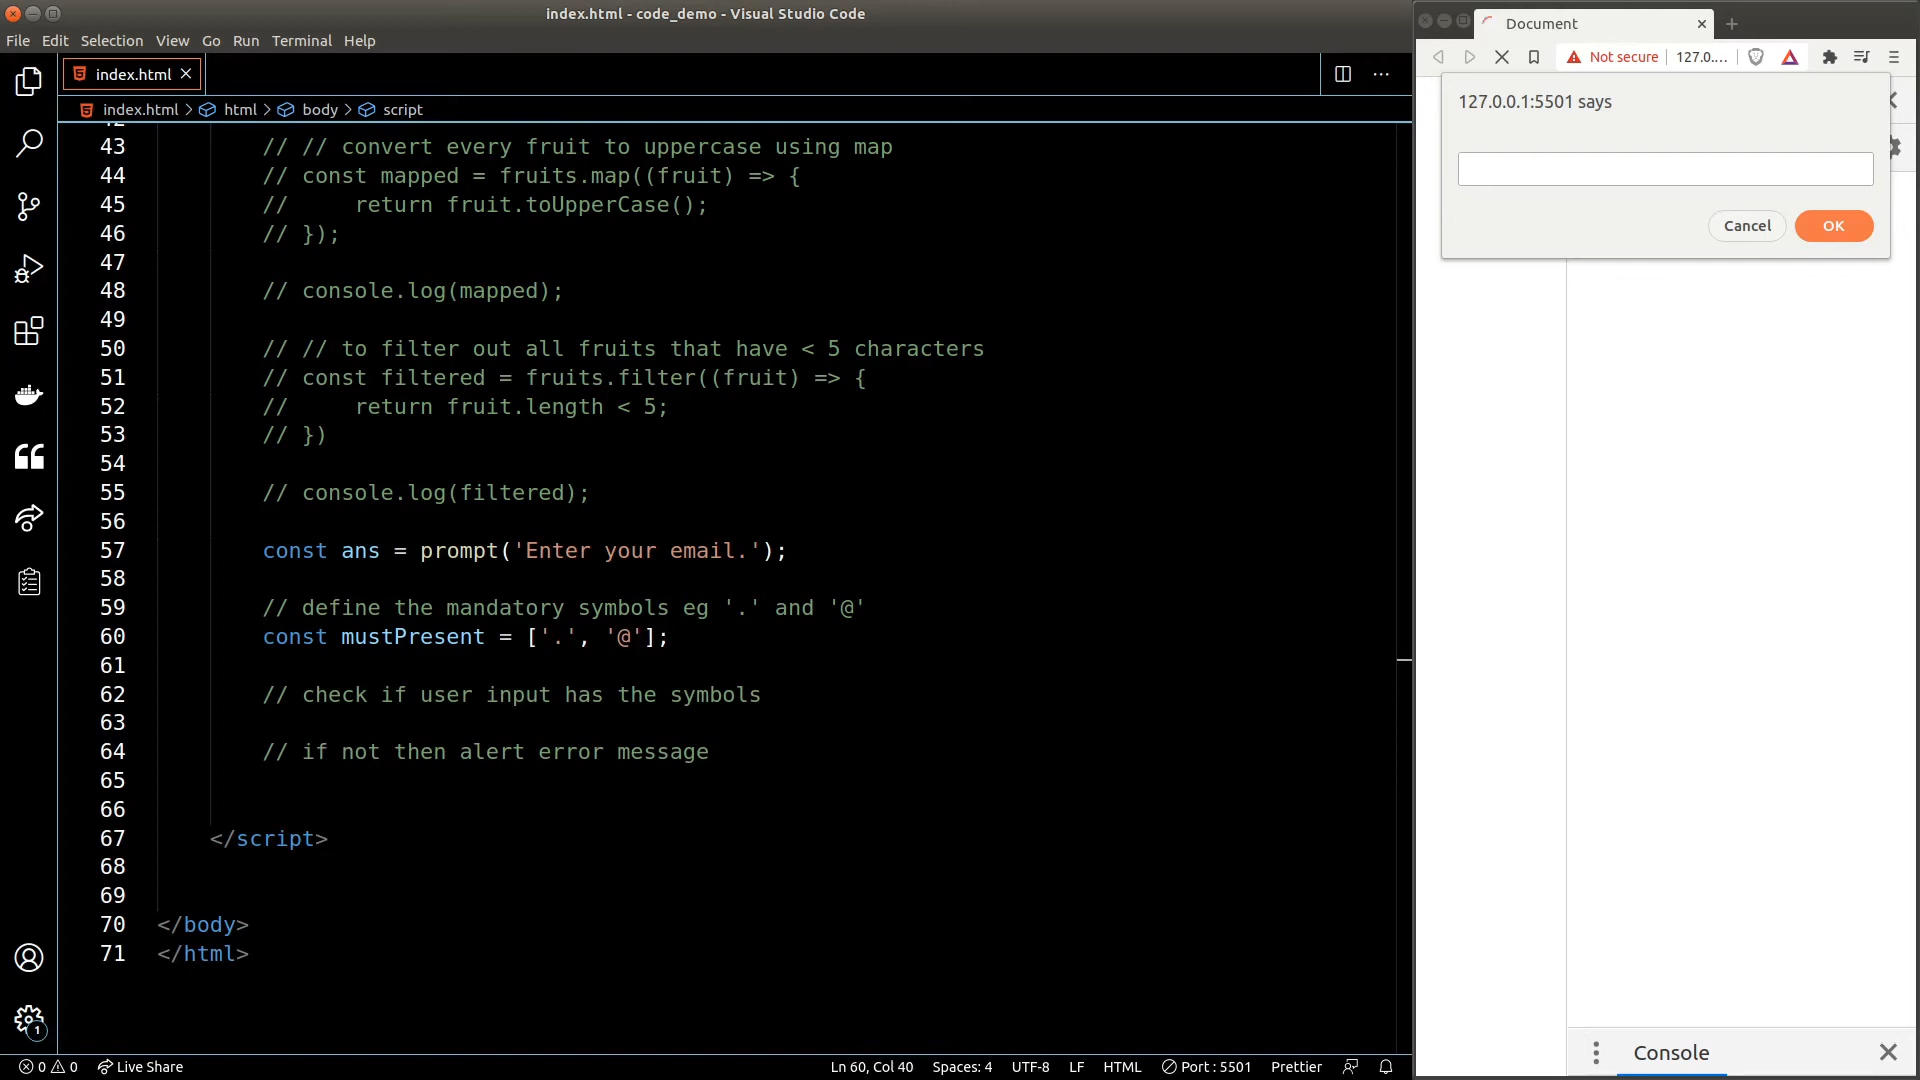 index.html - code_demo - Visual Studio Code
File Edit Selection View Go Run Terminal Help
index.html
index.html > html > body > script
43 // // convert every fruit to uppercase using map
44 // const mapped = fruits.map((fruit) => {
45 //     return fruit.toUpperCase();
46 // });
47
48 // console.log(mapped);
49
50 // // to filter out all fruits that have < 5 characters
51 // const filtered = fruits.filter((fruit) => {
52 //     return fruit.length < 5;
53 // })
54
55 // console.log(filtered);
56
57 const ans = prompt('Enter your email.');
58
59 // define the mandatory symbols eg '.' and '@'
60 const mustPresent = ['.', '@'];
61
62 // check if user input has the symbols
63
64 // if not then alert error message
65
66
67 </script>
68
69
70 </body>
71 </html>
1
0 0 Live Share Ln 60, Col 40 Spaces: 4 UTF-8 LF HTML Port : 5501 Prettier
Document
Not secure 127.0....
127.0.0.1:5501 says
Cancel OK
Console